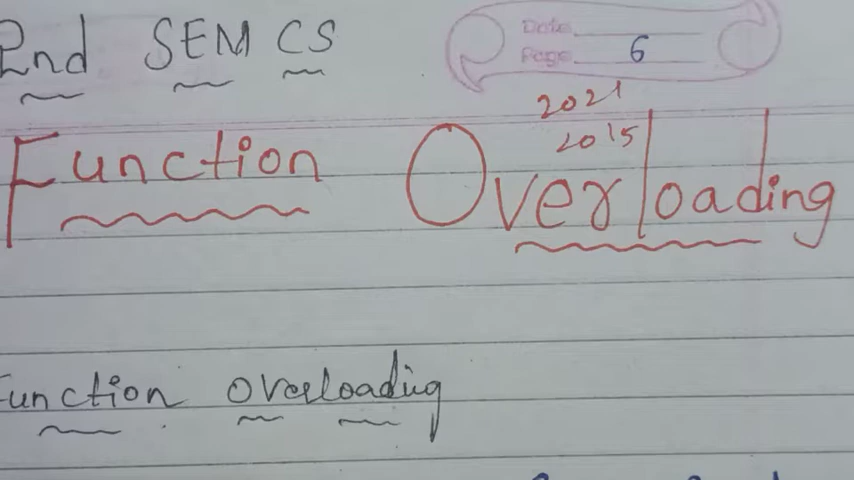 2nd SEM CS
Date
Page 6
2021
2015
Function Overloading
Function overloading